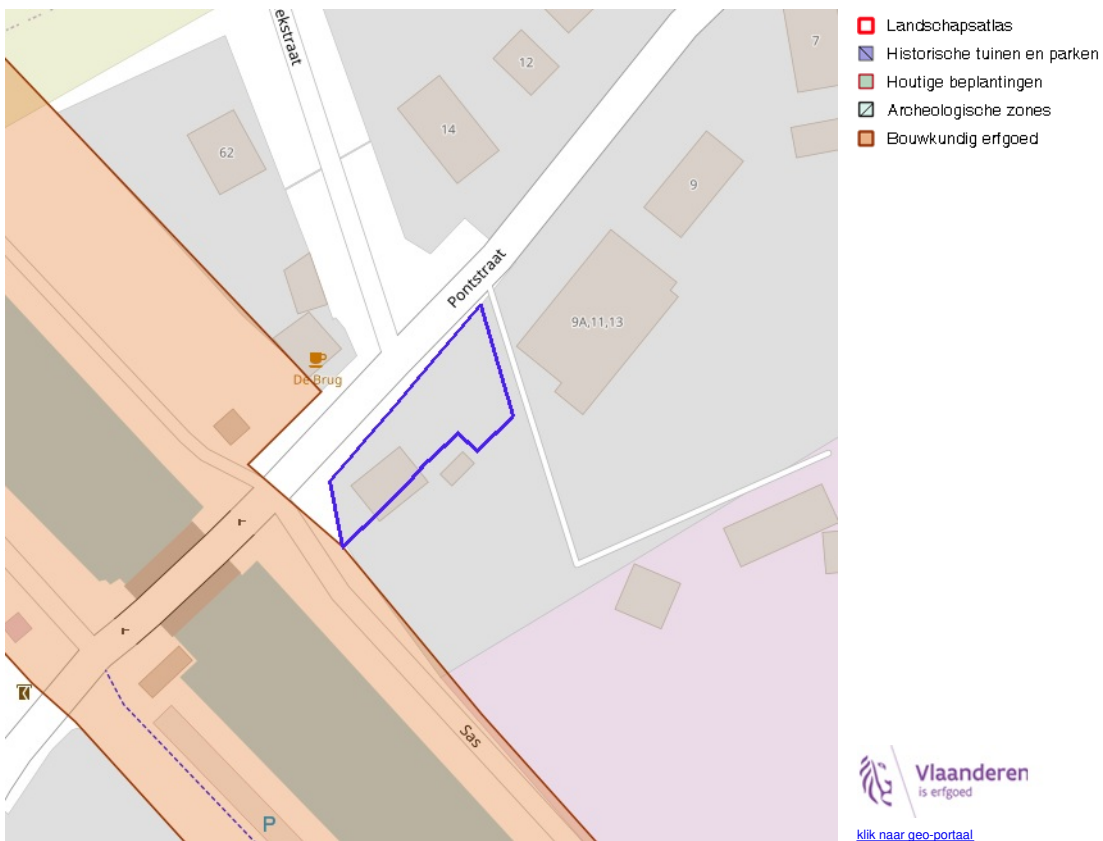 ekstraat
7
12
14
62
9
Pontstraat
9A,11,13
De Brug
Sas
P
Landschapsatlas
Historische tuinen en parken
Houtige beplantingen
Archeologische zones
Bouwkundig erfgoed
Vlaanderen
is erfgoed
klik naar geo-portaal